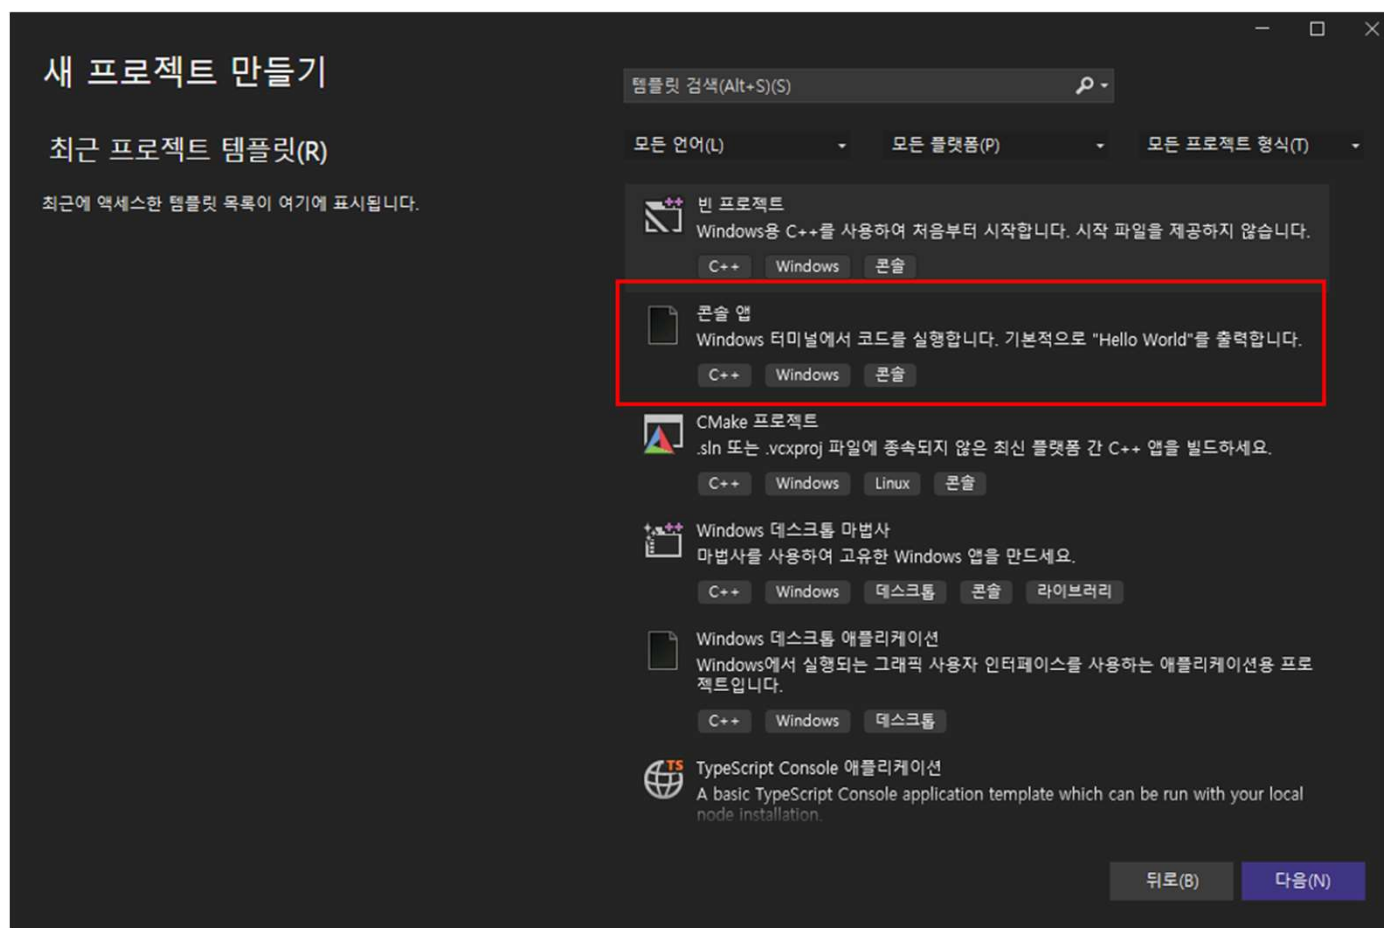 새 프로젝트 만들기
최근 프로젝트 템플릿(R)
최근에 액세스한 템플릿 목록이 여기에 표시됩니다.
템플릿 검색(Alt+S)(S)
모든 언어(L) 모든 플랫폼(P) 모든 프로젝트 형식(T)
빈 프로젝트
Windows용 C++를 사용하여 처음부터 시작합니다. 시작 파일을 제공하지 않습니다.
C++ Windows 콘솔
콘솔 앱
Windows 터미널에서 코드를 실행합니다. 기본적으로 "Hello World"를 출력합니다.
C++ Windows 콘솔
CMake 프로젝트
.sln 또는 .vcxproj 파일에 종속되지 않은 최신 플랫폼 간 C++ 앱을 빌드하세요.
C++ Windows Linux 콘솔
Windows 데스크톱 마법사
마법사를 사용하여 고유한 Windows 앱을 만드세요.
C++ Windows 데스크톱 콘솔 라이브러리
Windows 데스크톱 애플리케이션
Windows에서 실행되는 그래픽 사용자 인터페이스를 사용하는 애플리케이션용 프로
젝트입니다.
C++ Windows 데스크톱
TS
TypeScript Console 애플리케이션
A basic TypeScript Console application template which can be run with your local
node installation.
뒤로(B) 다음(N)